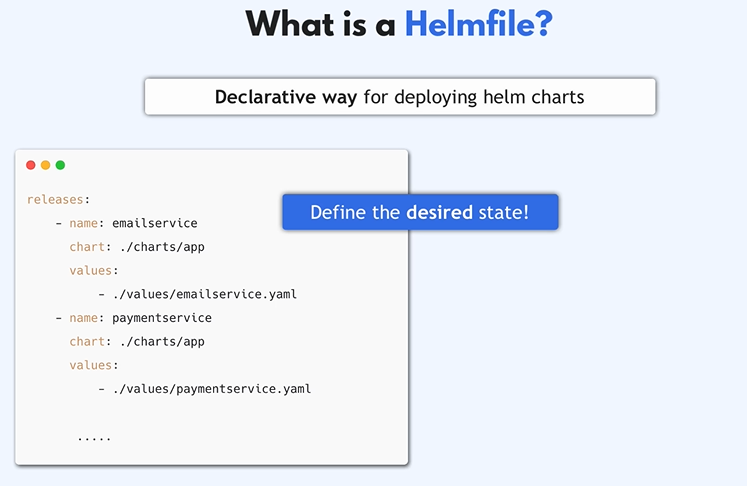 What is a Helmfile?
Declarative way for deploying helm charts
Define the desired state!
releases:
    - name: emailservice
      chart: ./charts/app
      values:
          - ./values/emailservice.yaml
    - name: paymentservice
      chart: ./charts/app
      values:
          - ./values/paymentservice.yaml
       .....